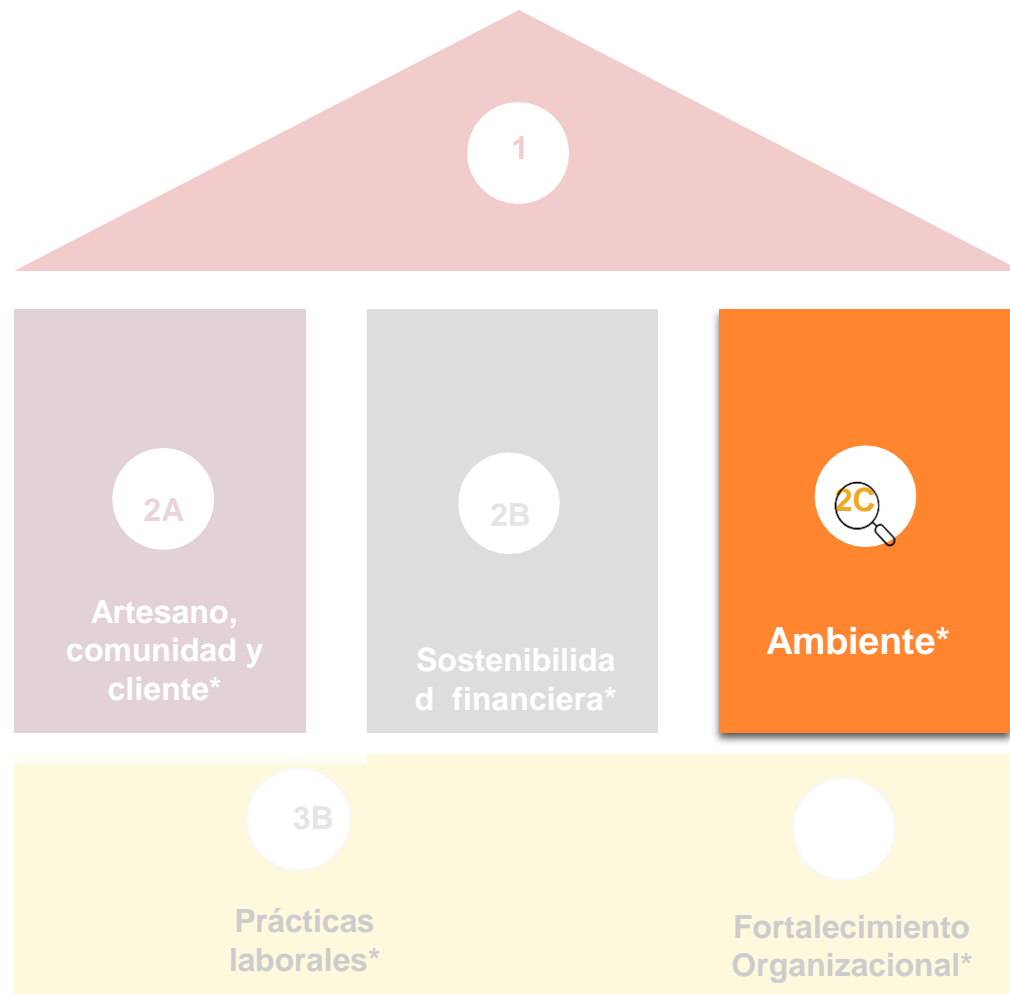 1
2A
2B
2C
Artesano,
comunidad y
cliente*
Sostenibilida
d financiera*
Ambiente*
3B
Prácticas
laborales*
Fortalecimiento
Organizacional*